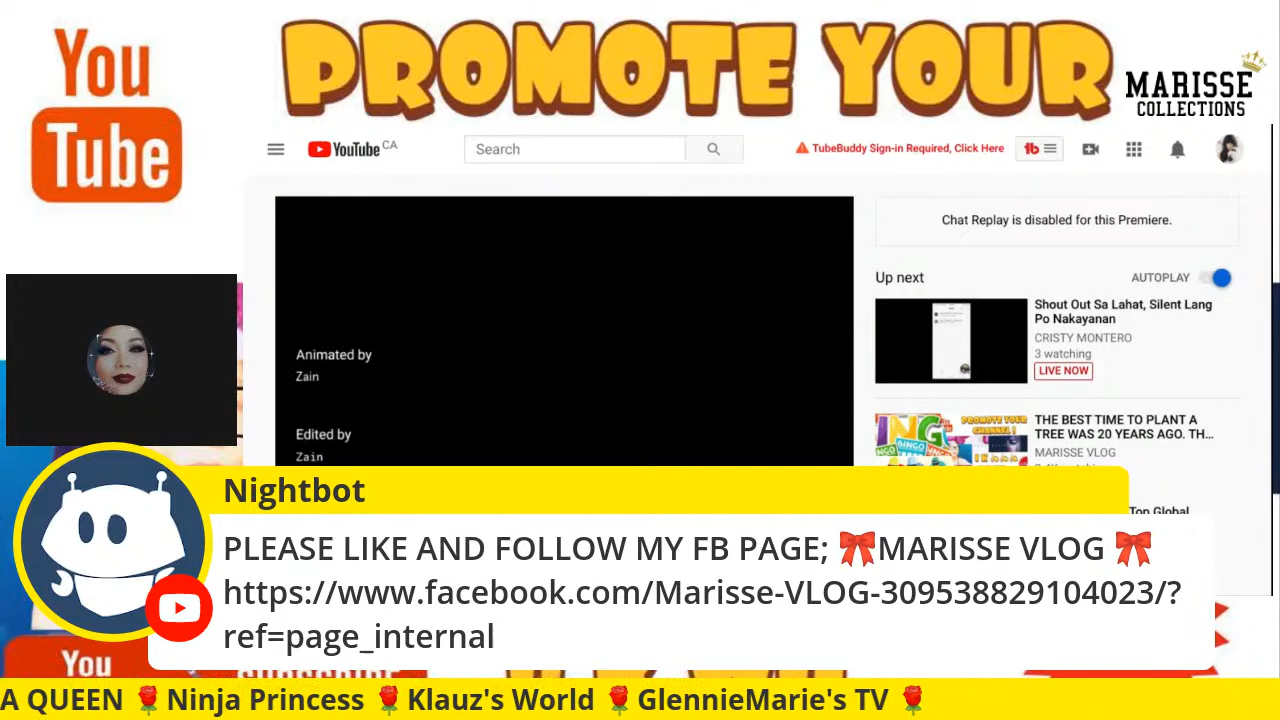 You
Tube
PROMOTE YOUR
MARISSE
COLLECTIONS
YouTube CA
Search
TubeBuddy Sign-in Required, Click Here
tb
Chat Replay is disabled for this Premiere.
Up next
AUTOPLAY
Animated by
Zain
Edited by
Zain
Shout Out Sa Lahat, Silent Lang
Po Nakayanan
CRISTY MONTERO
3 watching
LIVE NOW
THE BEST TIME TO PLANT A
TREE WAS 20 YEARS AGO. TH...
MARISSE VLOG
Top Global
Nightbot
PLEASE LIKE AND FOLLOW MY FB PAGE; 🎀MARISSE VLOG 🎀
https://www.facebook.com/Marisse-VLOG-309538829104023/?
ref=page_internal
You
A QUEEN 🌹Ninja Princess 🌹Klauz's World 🌹GlennieMarie's TV 🌹